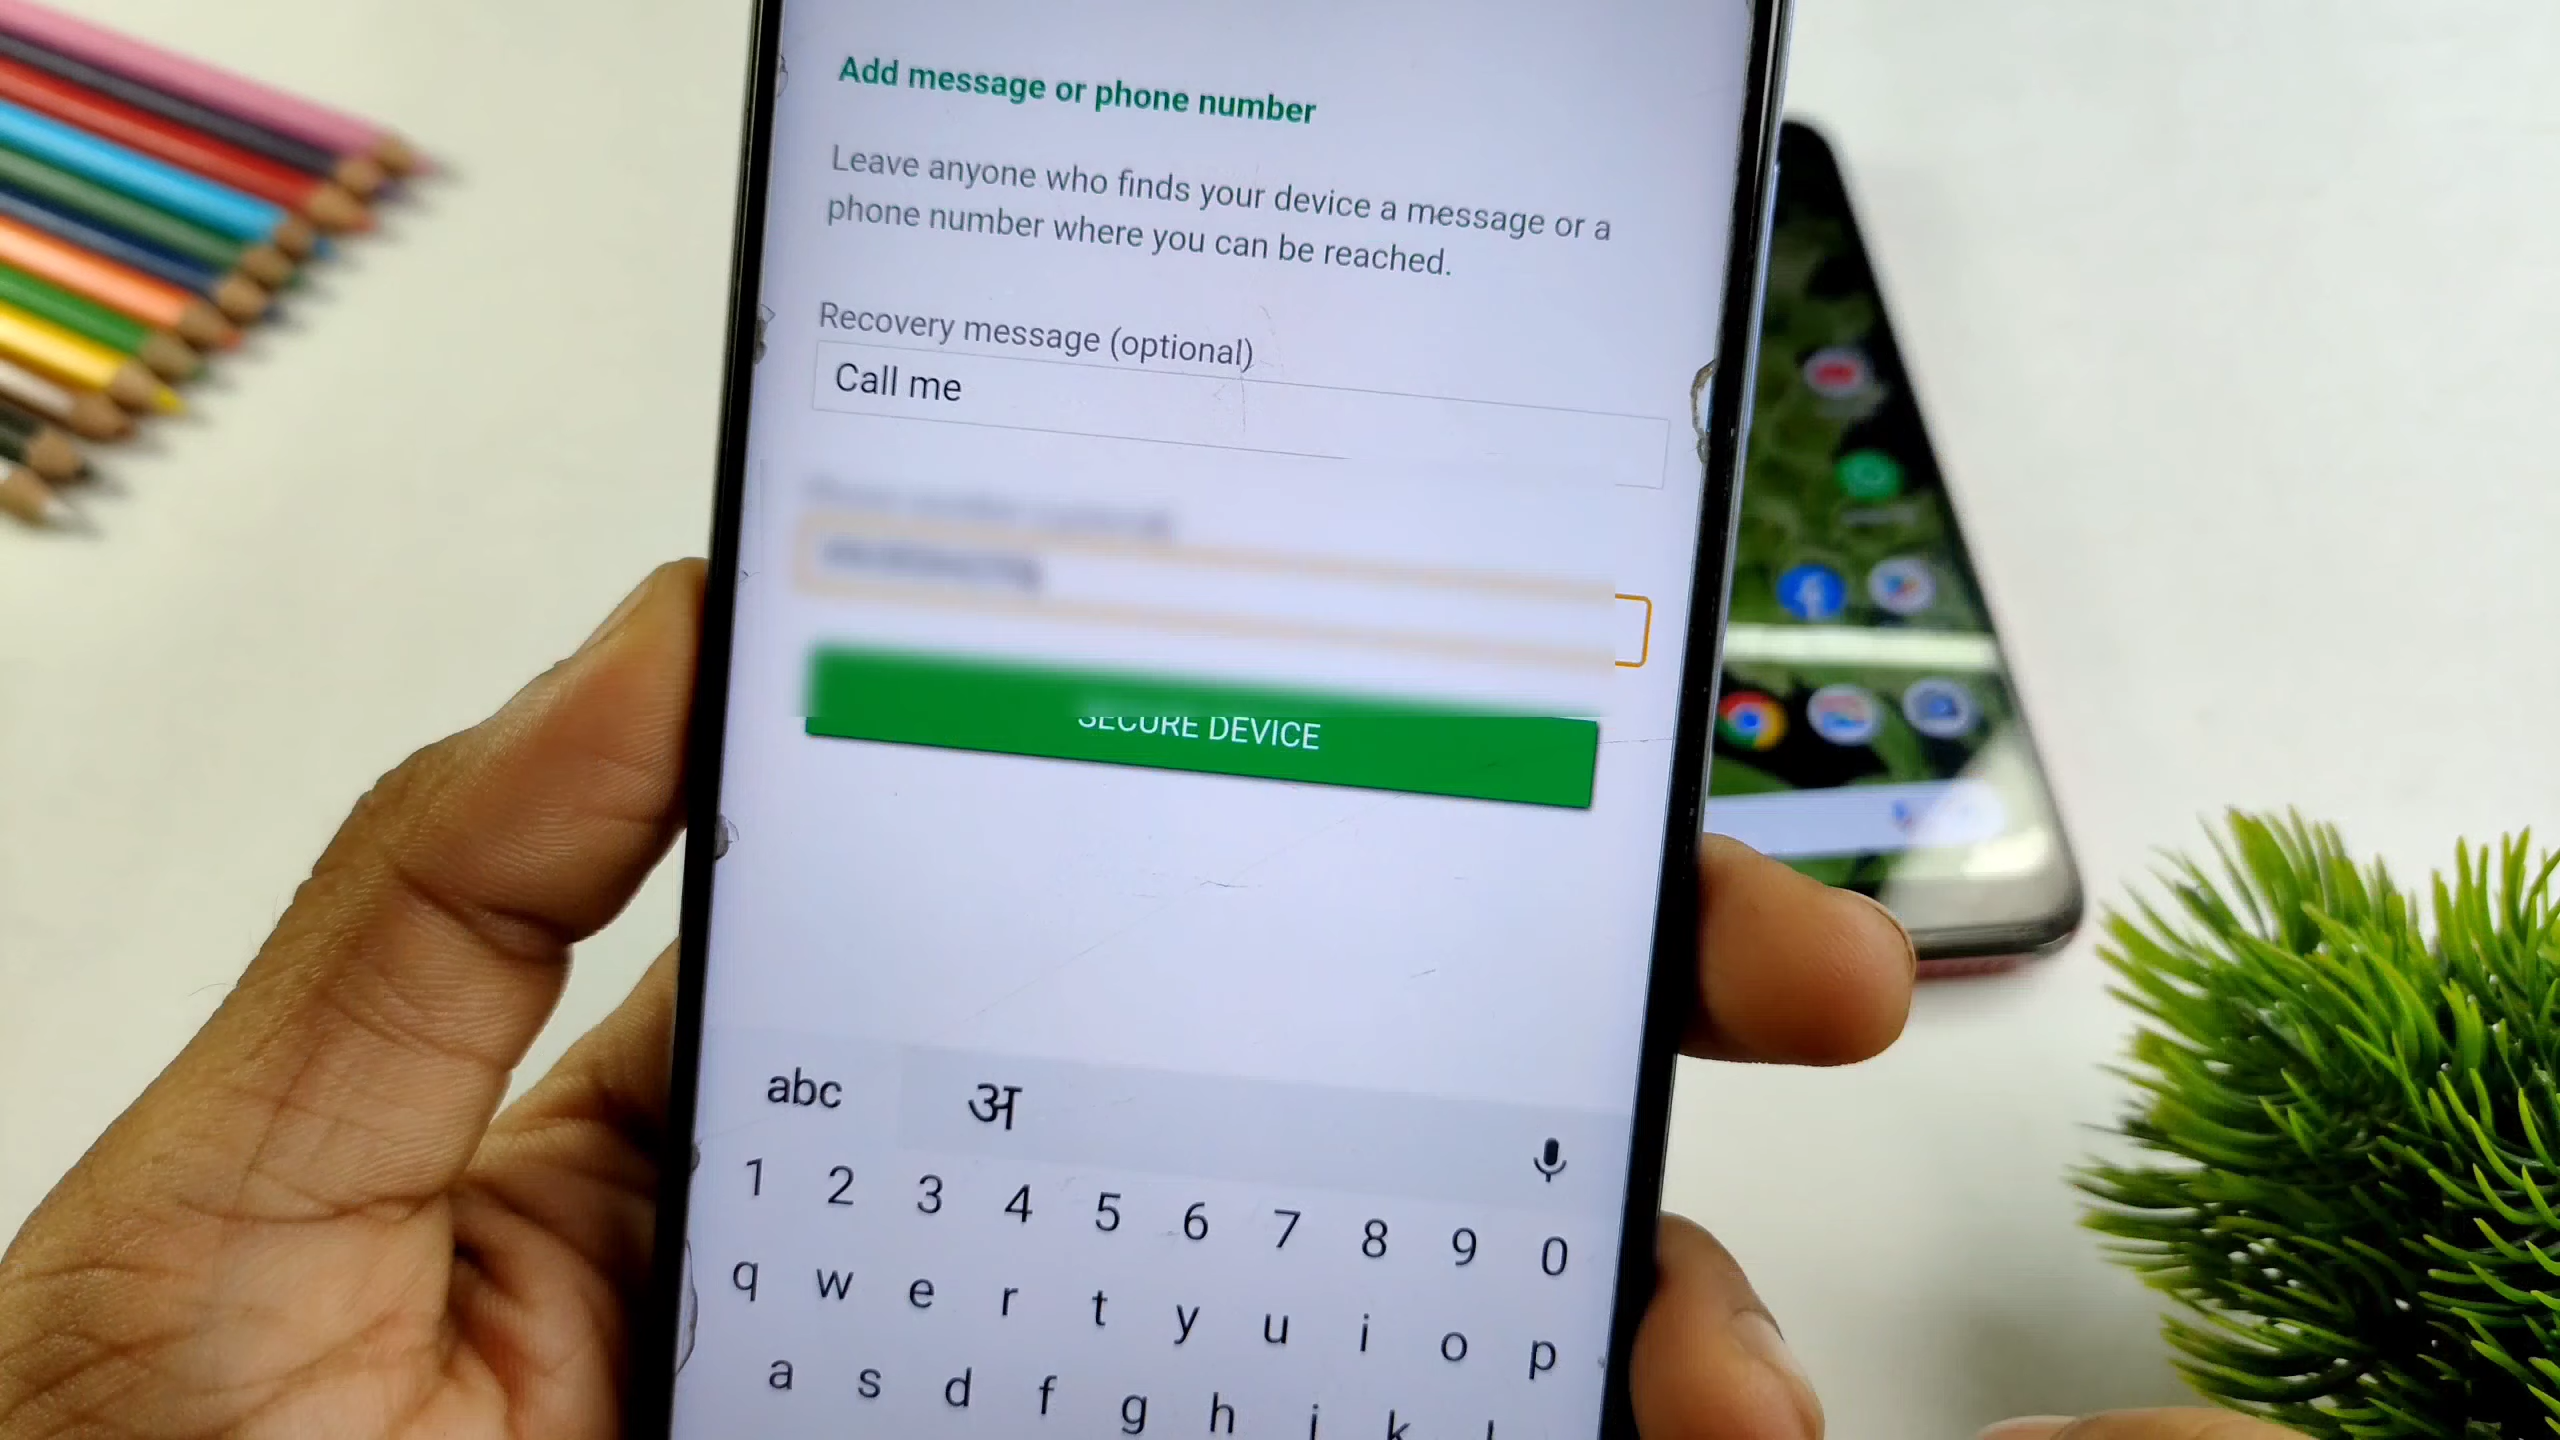 Add message or phone number
Leave anyone who finds your device a message or a
phone number where you can be reached.
Recovery message (optional)
Call me
SECURE DEVICE
abc अ
1 2 3 4 5 6 7 8 9 0
q w e r t y u i o p
a s d f g h j k l